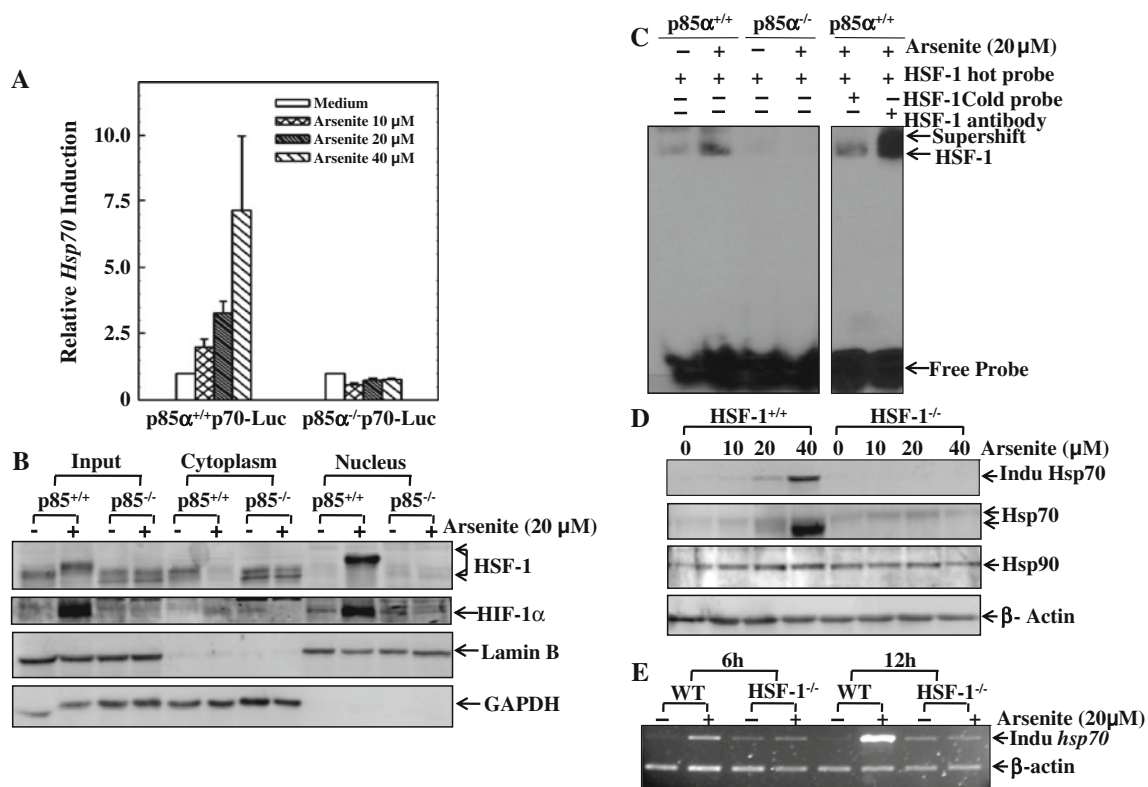 A
Relative Hsp70 Induction
10.0
7.5
5.0
2.5
0
Medium
Arsenite 10 µM
Arsenite 20 µM
Arsenite 40 µM
p85α+/+p70-Luc p85α-/-p70-Luc
B
Input Cytoplasm Nucleus
p85+/+ p85-/- p85+/+ p85-/- p85+/+ p85-/-
- + - + - + - + - + - + Arsenite (20 µM)
HSF-1
HIF-1α
Lamin B
GAPDH
C
p85α+/+ p85α-/- p85α+/+
– + – + + + Arsenite (20µM)
+ + + + + + HSF-1 hot probe
– – – – + – HSF-1Cold probe
– – – – – + HSF-1 antibody
Supershift
HSF-1
Free Probe
D
HSF-1+/+ HSF-1-/-
0 10 20 40 0 10 20 40 Arsenite (µM)
Indu Hsp70
Hsp70
Hsp90
β- Actin
E
6h 12h
WT HSF-1-/- WT HSF-1-/-
– + – + – + – + Arsenite (20µM)
Indu hsp70
β-actin